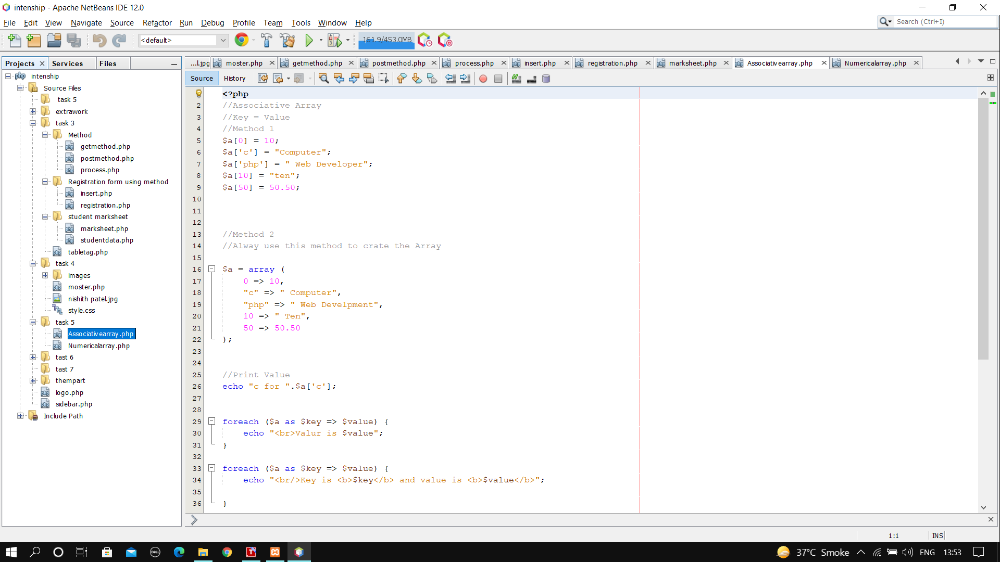 intenship - Apache NetBeans IDE 12.0
File Edit View Navigate Source Refactor Run Debug Profile Team Tools Window Help
Search (Ctrl+I)
<default>
161.9/453.0MB
Projects Services Files
...l.jpg moster.php getmethod.php postmethod.php process.php insert.php registration.php marksheet.php Associativearray.php Numericalarray.php
Source History
intenship
Source Files
task 5
extrawork
task 3
Method
getmethod.php
postmethod.php
process.php
Registration form using method
insert.php
registration.php
student marksheet
marksheet.php
studentdata.php
tabletag.php
task 4
images
moster.php
nishith patel.jpg
style.css
task 5
Associativearray.php
Numericalarray.php
tast 6
tast 7
thempart
logo.php
sidebar.php
Include Path
<?php
2 //Associative Array
3 //Key = Value
4 //Method 1
5 $a[0] = 10;
6 $a['c'] = "Computer";
7 $a['php'] = " Web Developer";
8 $a[10] = "ten";
9 $a[50] = 50.50;
10
11
12
13 //Method 2
14 //Alway use this method to crate the Array
15
16 $a = array (
17 0 => 10,
18 "c" => " Computer",
19 "php" => " Web Develpment",
20 10 => " Ten",
21 50 => 50.50
22 );
23
24
25 //Print Value
26 echo "c for ".$a['c'];
27
28
29 foreach ($a as $key => $value) {
30 echo "<br>Valur is $value";
31 }
32
33 foreach ($a as $key => $value) {
34 echo "<br/>Key is <b>$key</b> and value is <b>$value</b>";
35
36 }
1:1 INS
37°C Smoke ENG 13:53